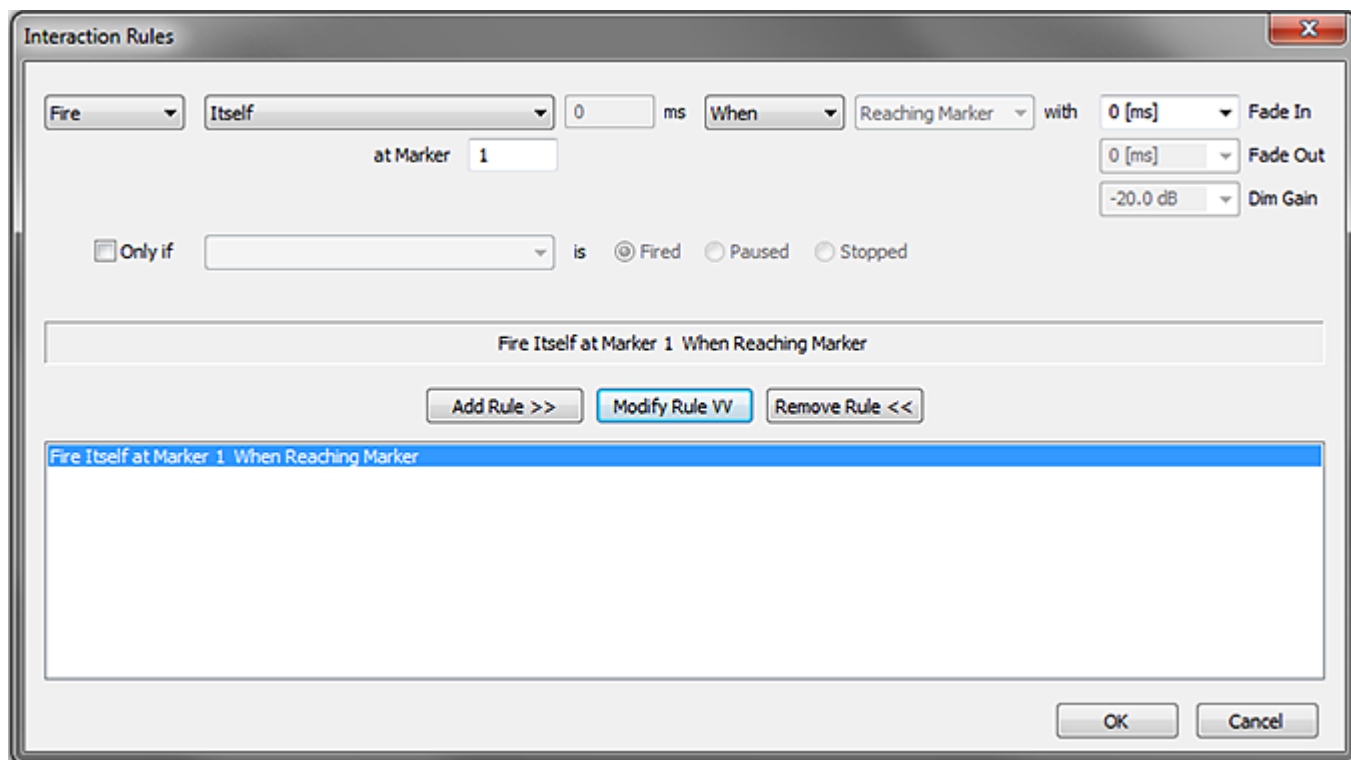 Interaction Rules
Fire Itself 0 ms When Reaching Marker with 0 [ms] Fade In
at Marker 1 0 [ms] Fade Out
-20.0 dB Dim Gain
Only if is Fired Paused Stopped
Fire Itself at Marker 1 When Reaching Marker
Add Rule >> Modify Rule VV Remove Rule <<
Fire Itself at Marker 1 When Reaching Marker
OK Cancel